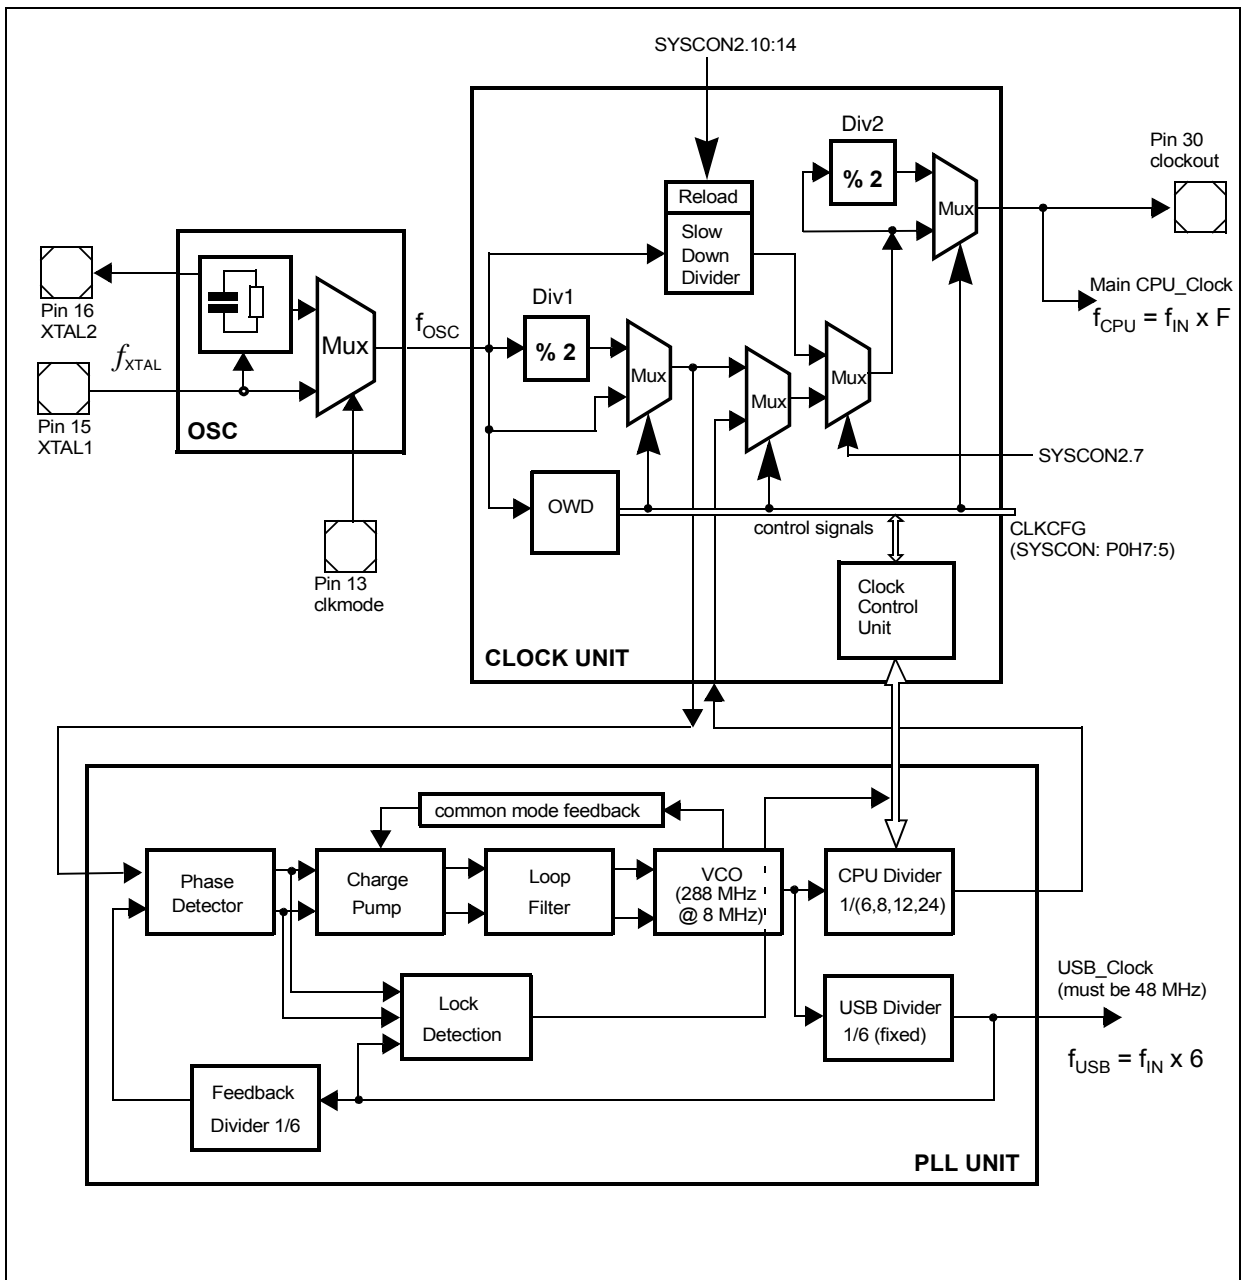 SYSCON2.10:14
Div2
% 2
Mux
Pin 30
clockout
Reload
Slow
Down
Divider
Pin 16
XTAL2
Div1
% 2
Mux
Mux
Mux
Main CPU_Clock
fCPU = fIN x F
fXTAL
Mux
fOSC
Pin 15
XTAL1
OSC
SYSCON2.7
OWD
control signals
CLKCFG
(SYSCON: P0H7:5)
Pin 13
clkmode
Clock
Control
Unit
CLOCK UNIT
common mode feedback
Phase
Detector
Charge
Pump
Loop
Filter
VCO
(288 MHz
@ 8 MHz)
CPU Divider
1/(6,8,12,24)
Lock
Detection
USB Divider
1/6 (fixed)
USB_Clock
(must be 48 MHz)
fUSB = fIN x 6
Feedback
Divider 1/6
PLL UNIT